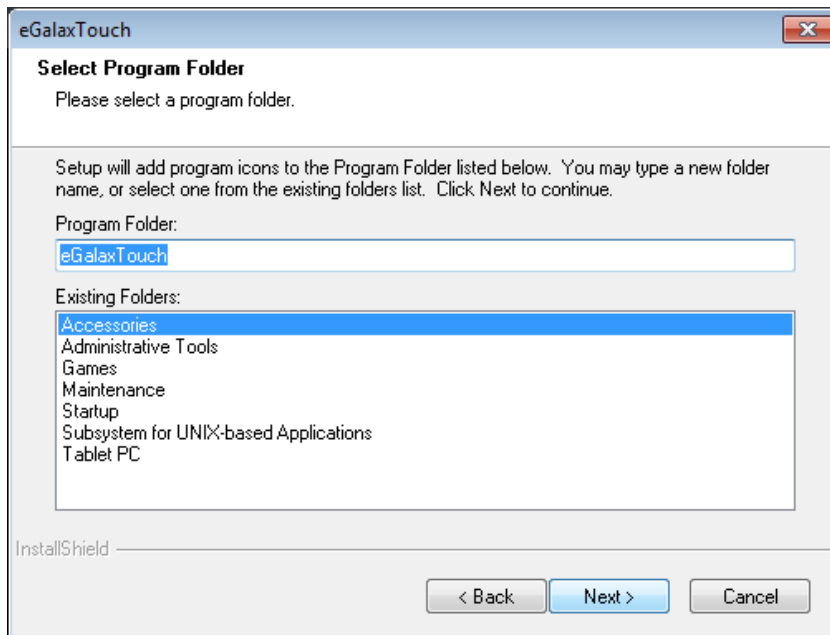 eGalaxTouch
Select Program Folder
Please select a program folder.
Setup will add program icons to the Program Folder listed below.  You may type a new folder
name, or select one from the existing folders list.  Click Next to continue.
Program Folder:
eGalaxTouch
Existing Folders:
Accessories
Administrative Tools
Games
Maintenance
Startup
Subsystem for UNIX-based Applications
Tablet PC
InstallShield
< Back
Next >
Cancel